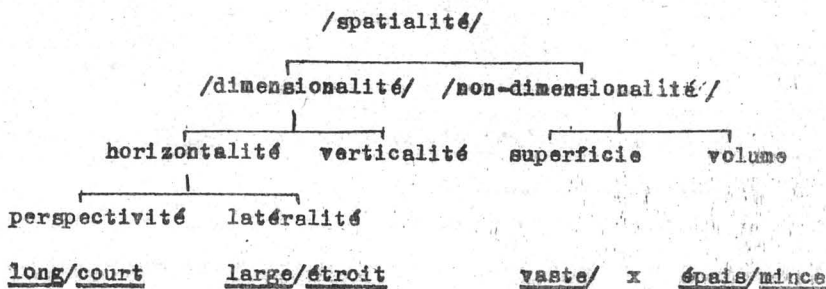 /spatialité/
/dimensionalité/ /non-dimensionalité/
horizontalité verticalité superficie volume
perspectivité latéralité
long/court large/étroit vaste/ x épais/mince